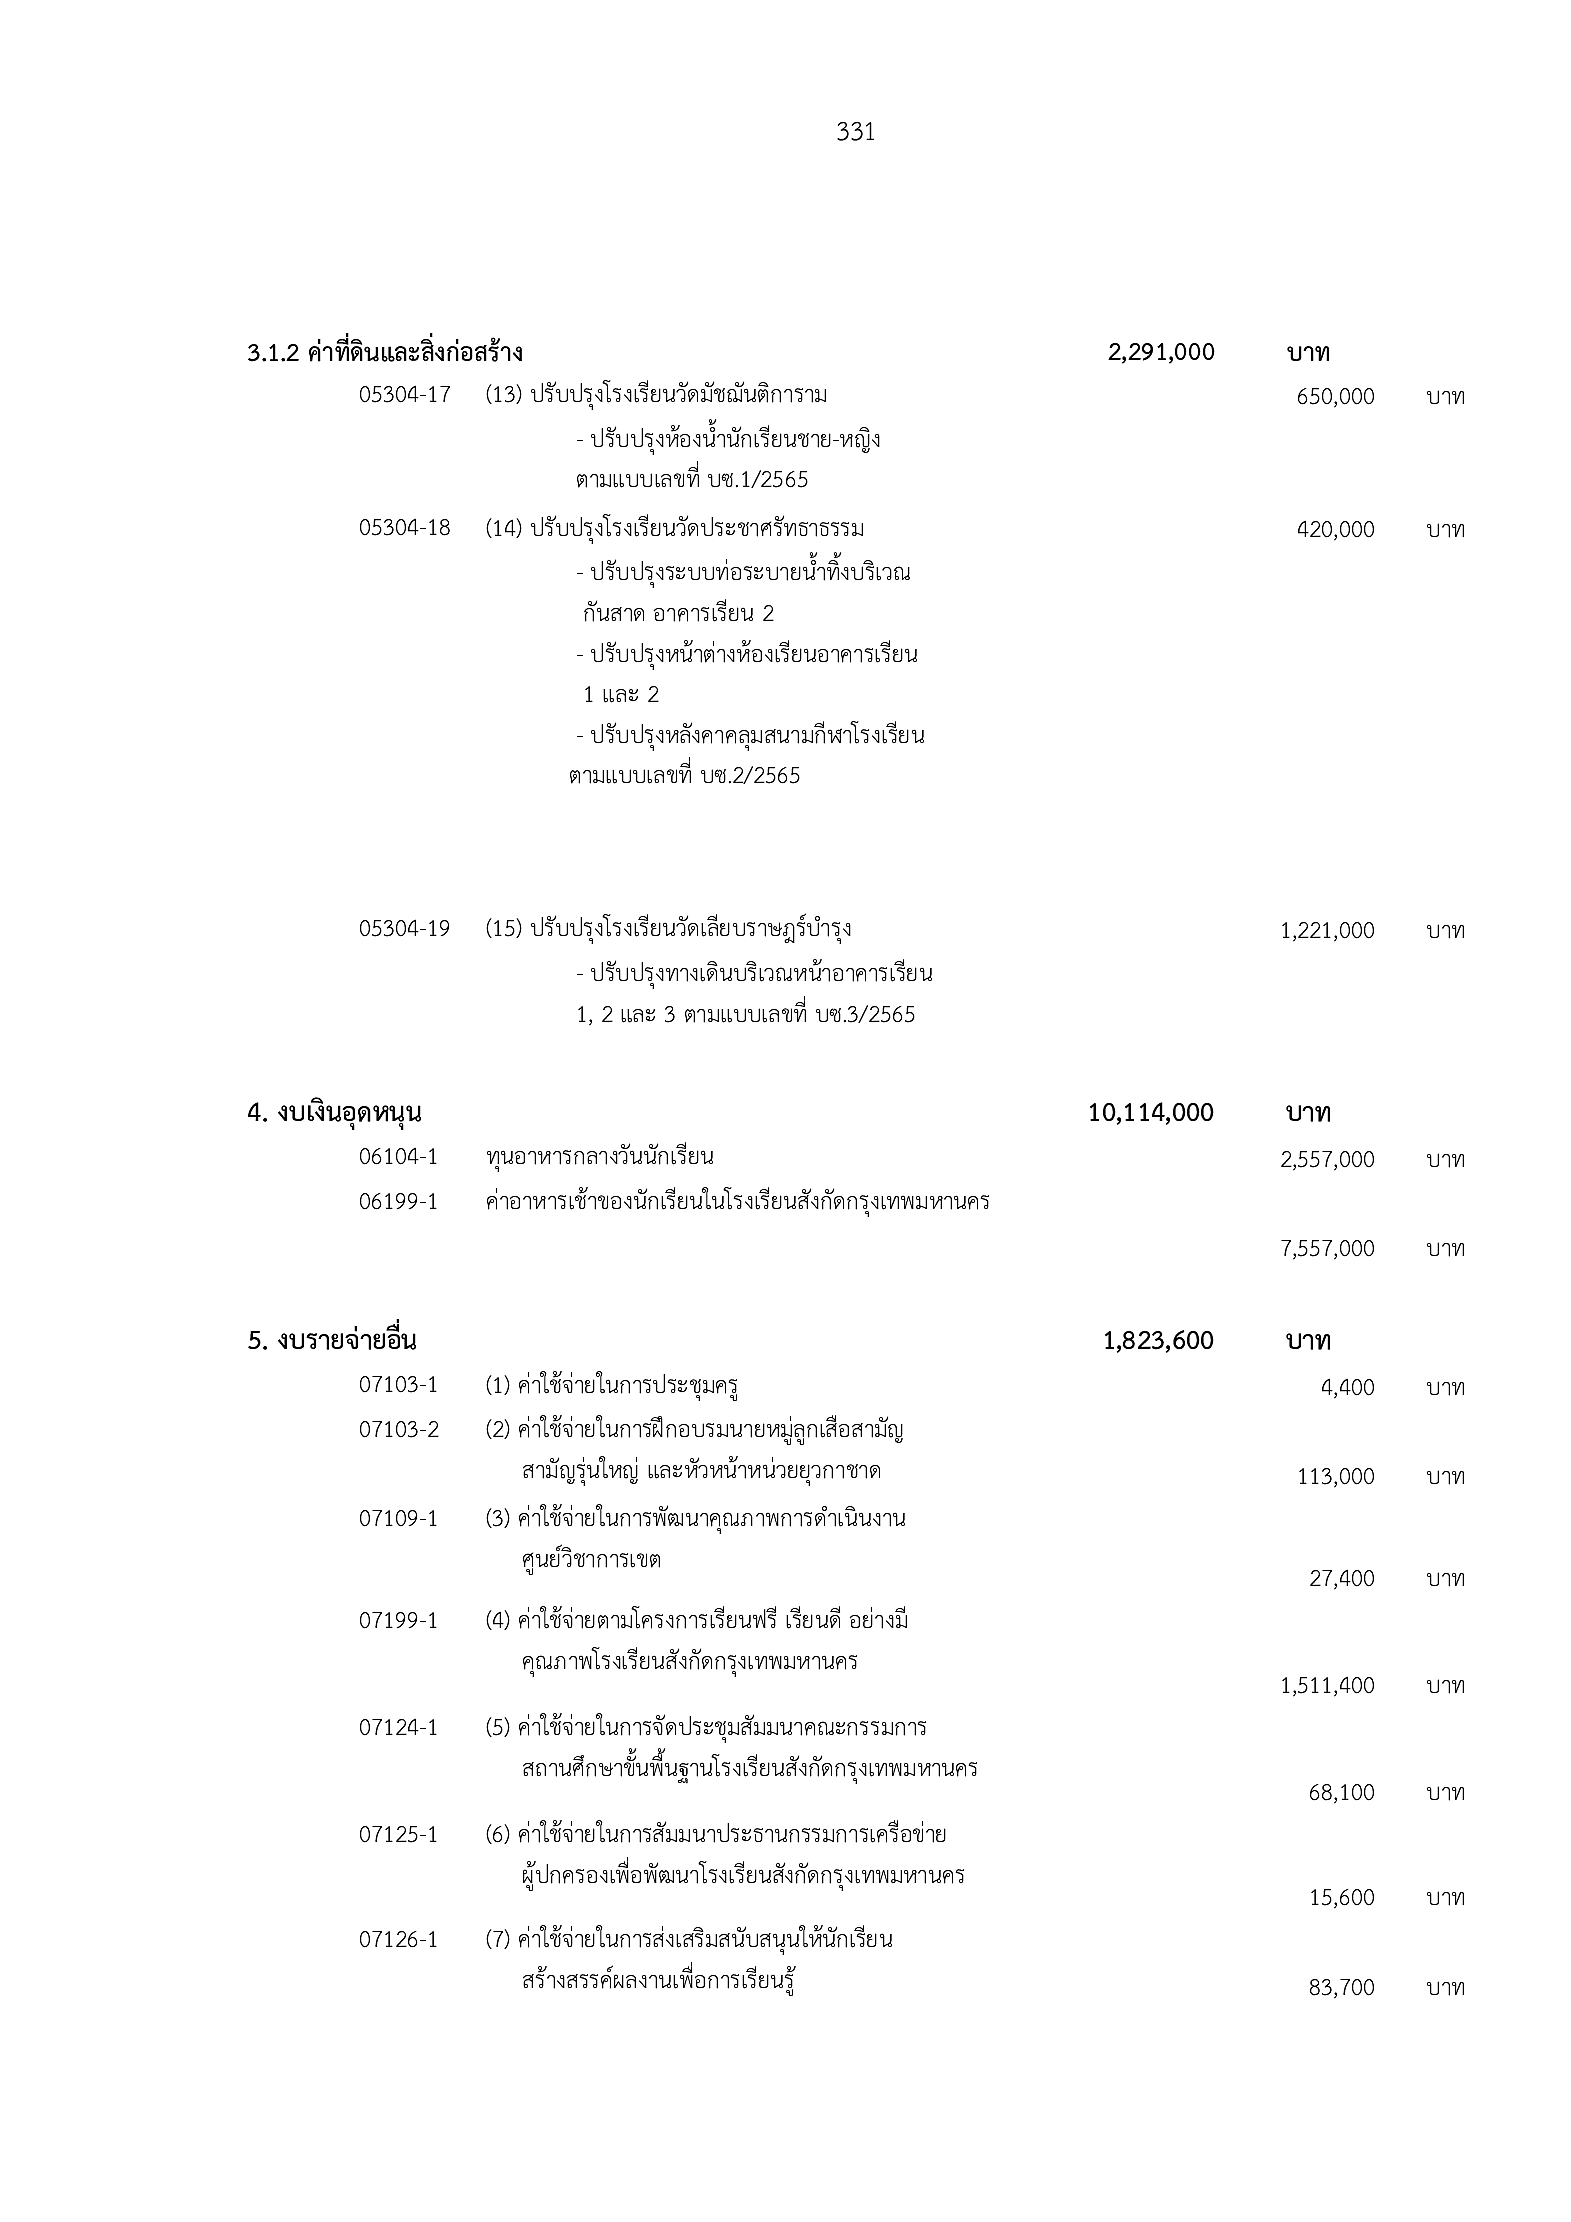 331
3.1.2 ค่าที่ดินและสิ่งก่อสร้าง 2,291,000 บาท
05304-17 (13) ปรับปรุงโรงเรียนวัดมัชฌันติการาม 650,000 บาท
- ปรับปรุงห้องน้ำนักเรียนชาย-หญิง
ตามแบบเลขที่ บซ.1/2565
05304-18 (14) ปรับปรุงโรงเรียนวัดประชาศรัทธาธรรม 420,000 บาท
- ปรับปรุงระบบท่อระบายน้ำทิ้งบริเวณ
กันสาด อาคารเรียน 2
- ปรับปรุงหน้าต่างห้องเรียนอาคารเรียน
1 และ 2
- ปรับปรุงหลังคาคลุมสนามกีฬาโรงเรียน
ตามแบบเลขที่ บซ.2/2565
05304-19 (15) ปรับปรุงโรงเรียนวัดเลียบราษฎร์บำรุง 1,221,000 บาท
- ปรับปรุงทางเดินบริเวณหน้าอาคารเรียน
1, 2 และ 3 ตามแบบเลขที่ บซ.3/2565
4. งบเงินอุดหนุน 10,114,000 บาท
06104-1 ทุนอาหารกลางวันนักเรียน 2,557,000 บาท
06199-1 ค่าอาหารเช้าของนักเรียนในโรงเรียนสังกัดกรุงเทพมหานคร
7,557,000 บาท
5. งบรายจ่ายอื่น 1,823,600 บาท
07103-1 (1) ค่าใช้จ่ายในการประชุมครู 4,400 บาท
07103-2 (2) ค่าใช้จ่ายในการฝึกอบรมนายหมู่ลูกเสือสามัญ
สามัญรุ่นใหญ่ และหัวหน้าหน่วยยุวกาชาด 113,000 บาท
07109-1 (3) ค่าใช้จ่ายในการพัฒนาคุณภาพการดำเนินงาน
ศูนย์วิชาการเขต
27,400 บาท
07199-1 (4) ค่าใช้จ่ายตามโครงการเรียนฟรี เรียนดี อย่างมี
คุณภาพโรงเรียนสังกัดกรุงเทพมหานคร
1,511,400 บาท
07124-1 (5) ค่าใช้จ่ายในการจัดประชุมสัมมนาคณะกรรมการ
สถานศึกษาขั้นพื้นฐานโรงเรียนสังกัดกรุงเทพมหานคร
68,100 บาท
07125-1 (6) ค่าใช้จ่ายในการสัมมนาประธานกรรมการเครือข่าย
ผู้ปกครองเพื่อพัฒนาโรงเรียนสังกัดกรุงเทพมหานคร
15,600 บาท
07126-1 (7) ค่าใช้จ่ายในการส่งเสริมสนับสนุนให้นักเรียน
สร้างสรรค์ผลงานเพื่อการเรียนรู้ 83,700 บาท